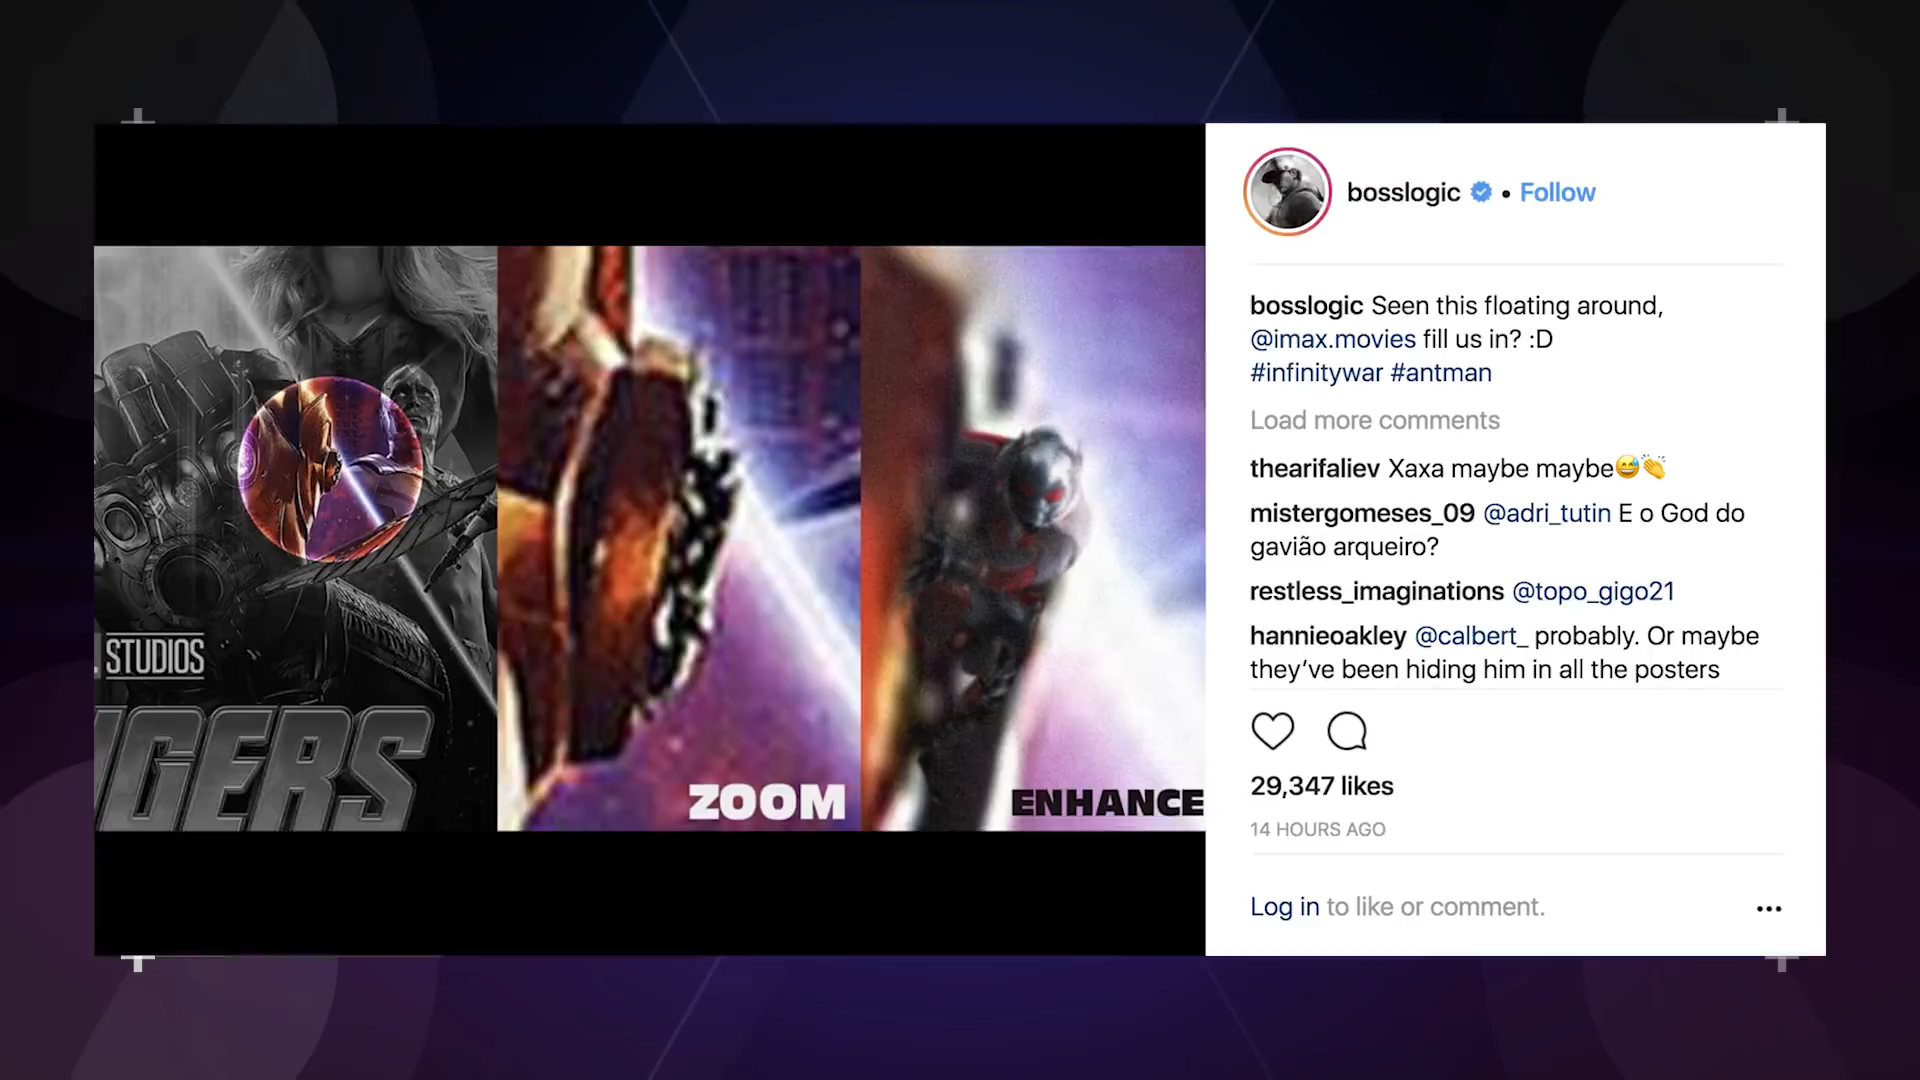 STUDIOS
GERS
ZOOM
ENHANCE
bosslogic • Follow
bosslogic Seen this floating around,
@imax.movies fill us in? :D
#infinitywar #antman
Load more comments
thearifaliev Xaxa maybe maybe😅👏
mistergomeses_09 @adri_tutin E o God do
gavião arqueiro?
restless_imaginations @topo_gigo21
hannieoakley @calbert_ probably. Or maybe
they’ve been hiding him in all the posters
29,347 likes
14 HOURS AGO
Log in to like or comment.